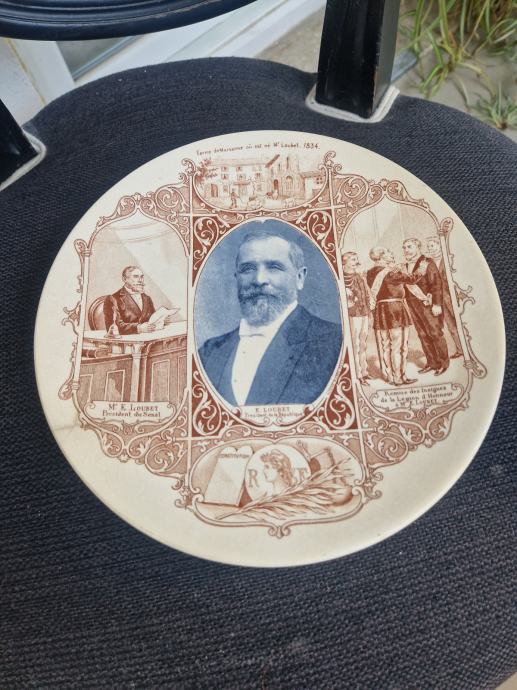 Ferme de Marsanne où est né Mr Loubet. 1834.
Mr E. LOUBET
Président du Sénat
E. LOUBET
Président de la République
Remise des Insignes
de la Légion d'Honneur
à M. E. LOUBET.
CONSTITUTION
R F